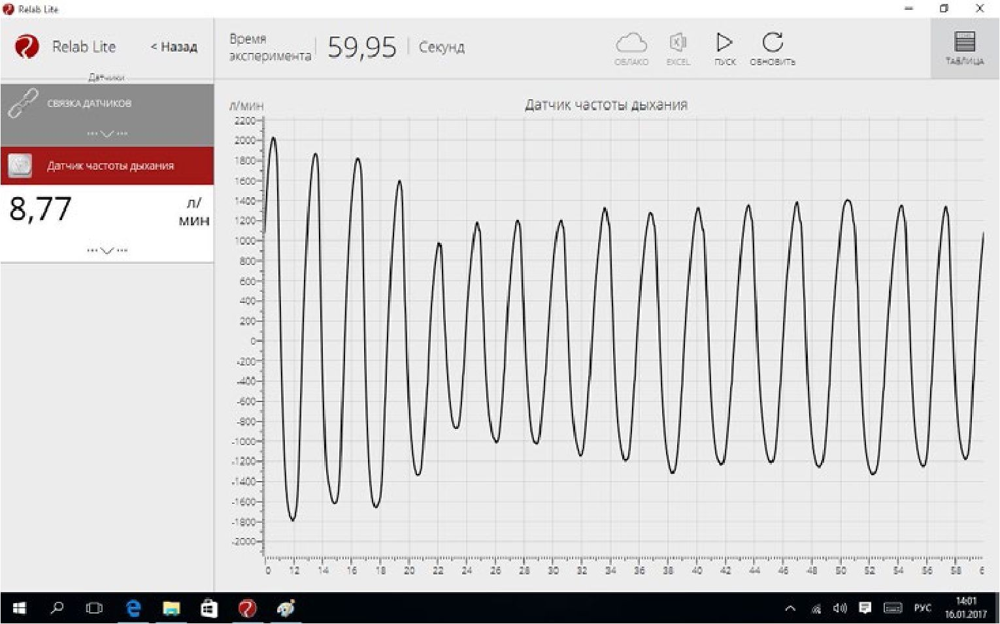 Relab Lite
Relab Lite
< Назад
Время
эксперимента
59,95
Секунд
ОБЛАКО
EXCEL
ПУСК
ОБНОВИТЬ
ТАБЛИЦА
Датчики
СВЯЗКА ДАТЧИКОВ
Датчик частоты дыхания
8,77
л/
мин
л/мин
Датчик частоты дыхания
2200
2000
1800
1600
1400
1200
1000
800
600
400
200
0
-200
-400
-600
-800
-1000
-1200
-1400
-1600
-1800
-2000
0 12 14 16 18 20 22 24 26 28 30 32 34 36 38 40 42 44 46 48 50 52 54 56 58 6
РУС
14:01
16.01.2017